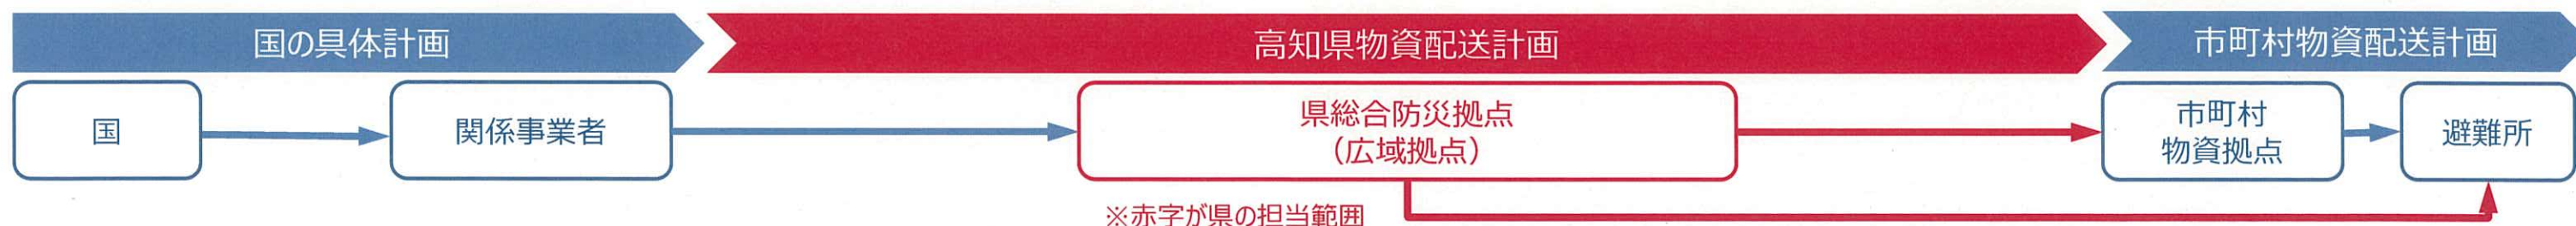 国の具体計画
高知県物資配送計画
市町村物資配送計画
国
関係事業者
県総合防災拠点
（広域拠点）
市町村
物資拠点
避難所
※赤字が県の担当範囲